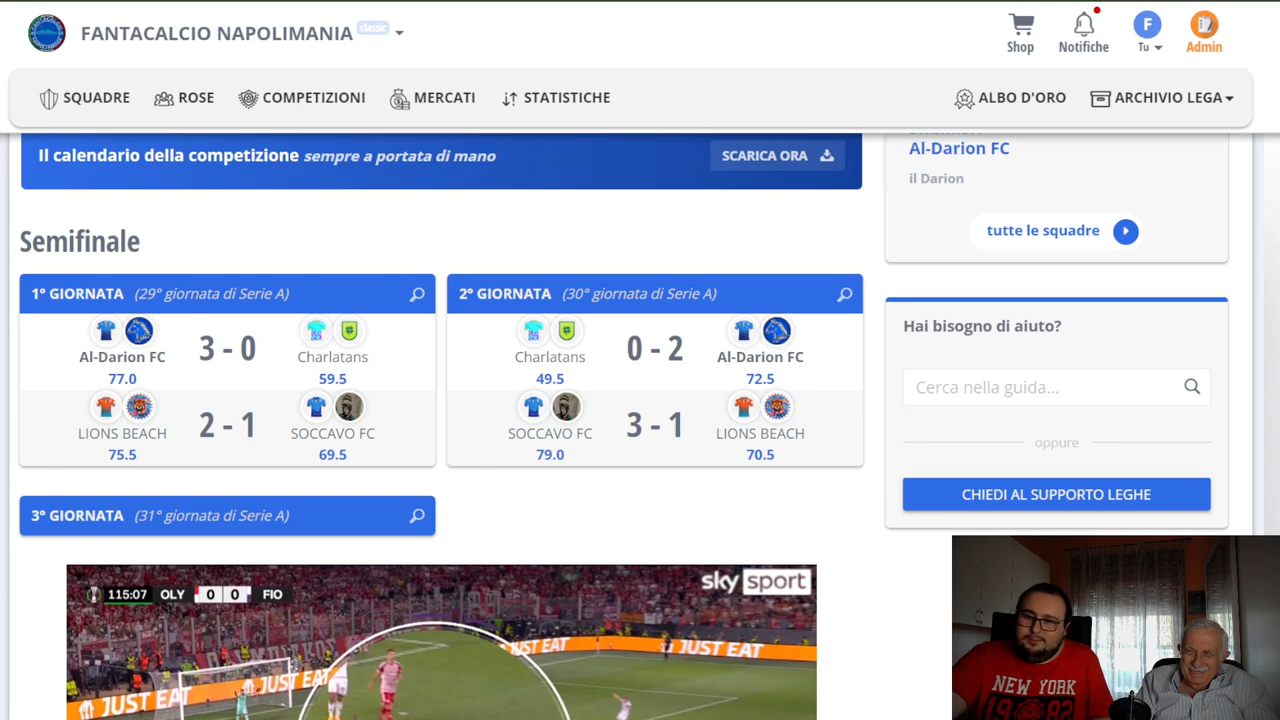 FANTACALCIO NAPOLIMANIA classic
Shop
Notifiche
F
Tu
Admin
SQUADRE
ROSE
COMPETIZIONI
MERCATI
STATISTICHE
ALBO D'ORO
ARCHIVIO LEGA
Il calendario della competizione sempre a portata di mano
SCARICA ORA
Al-Darion FC
il Darion
tutte le squadre
Semifinale
1° GIORNATA (29° giornata di Serie A)
Al-Darion FC 3 - 0 Charlatans
77.0 59.5
LIONS BEACH 2 - 1 SOCCAVO FC
75.5 69.5
2° GIORNATA (30° giornata di Serie A)
Charlatans 0 - 2 Al-Darion FC
49.5 72.5
SOCCAVO FC 3 - 1 LIONS BEACH
79.0 70.5
3° GIORNATA (31° giornata di Serie A)
Hai bisogno di aiuto?
Cerca nella guida...
oppure
CHIEDI AL SUPPORTO LEGHE
115:07 OLY 0 0 FIO
sky sport
JUST EAT
JUST EAT
JUST EAT
JUST EAT
NEW YORK
1982